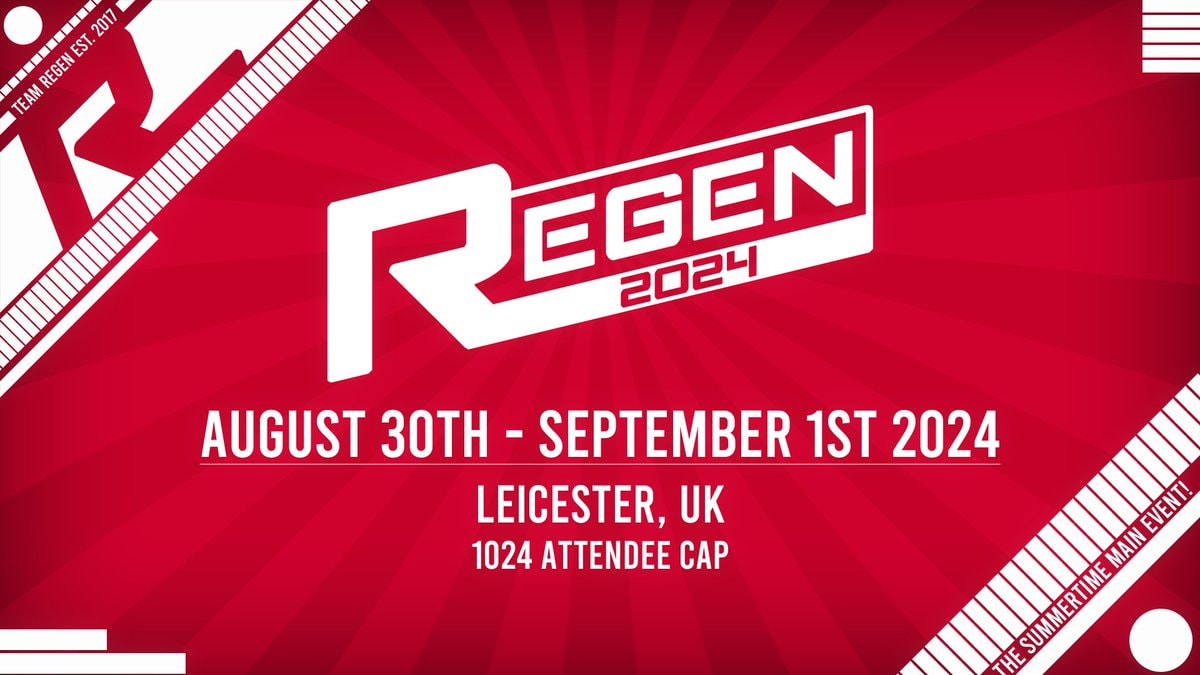 TEAM REGEN EST. 2017
REGEN
2024
AUGUST 30TH - SEPTEMBER 1ST 2024
LEICESTER, UK
1024 ATTENDEE CAP
THE SUMMERTIME MAIN EVENT!